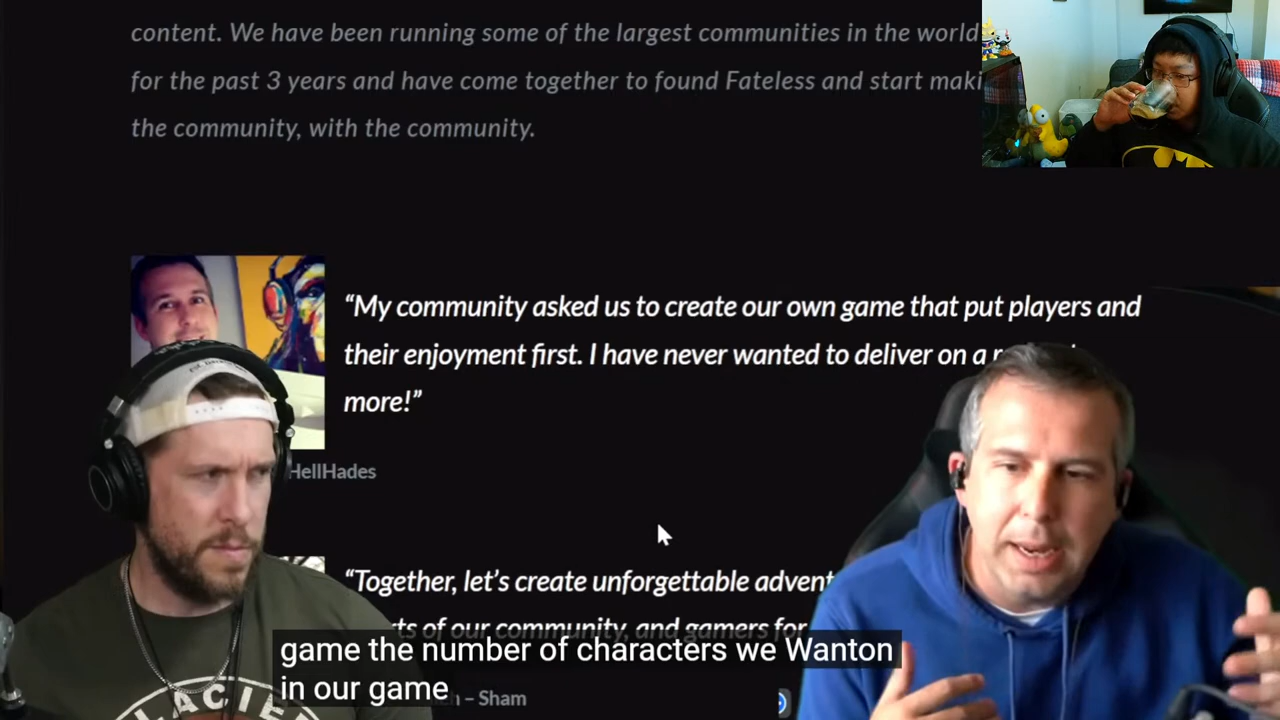 content. We have been running some of the largest communities in the world
for the past 3 years and have come together to found Fateless and start maki
the community, with the community.
“My community asked us to create our own game that put players and
their enjoyment first. I have never wanted to deliver on a
more!”
HellHades
“Together, let’s create unforgettable advent
of our community, and gamers for
game the number of characters we Wanton
in our game
– Sham
GLACIER